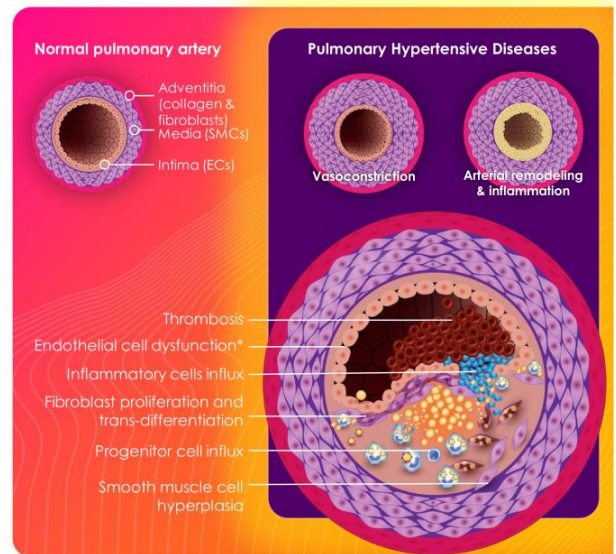 Normal pulmonary artery
Adventitia
(collagen &
fibroblasts)
Media (SMCs)
Intima (ECs)
Pulmonary Hypertensive Diseases
Vasoconstriction
Arterial remodeling
& inflammation
Thrombosis
Endothelial cell dysfunction*
Inflammatory cells influx
Fibroblast proliferation and
trans-differentiation
Progenitor cell influx
Smooth muscle cell
hyperplasia